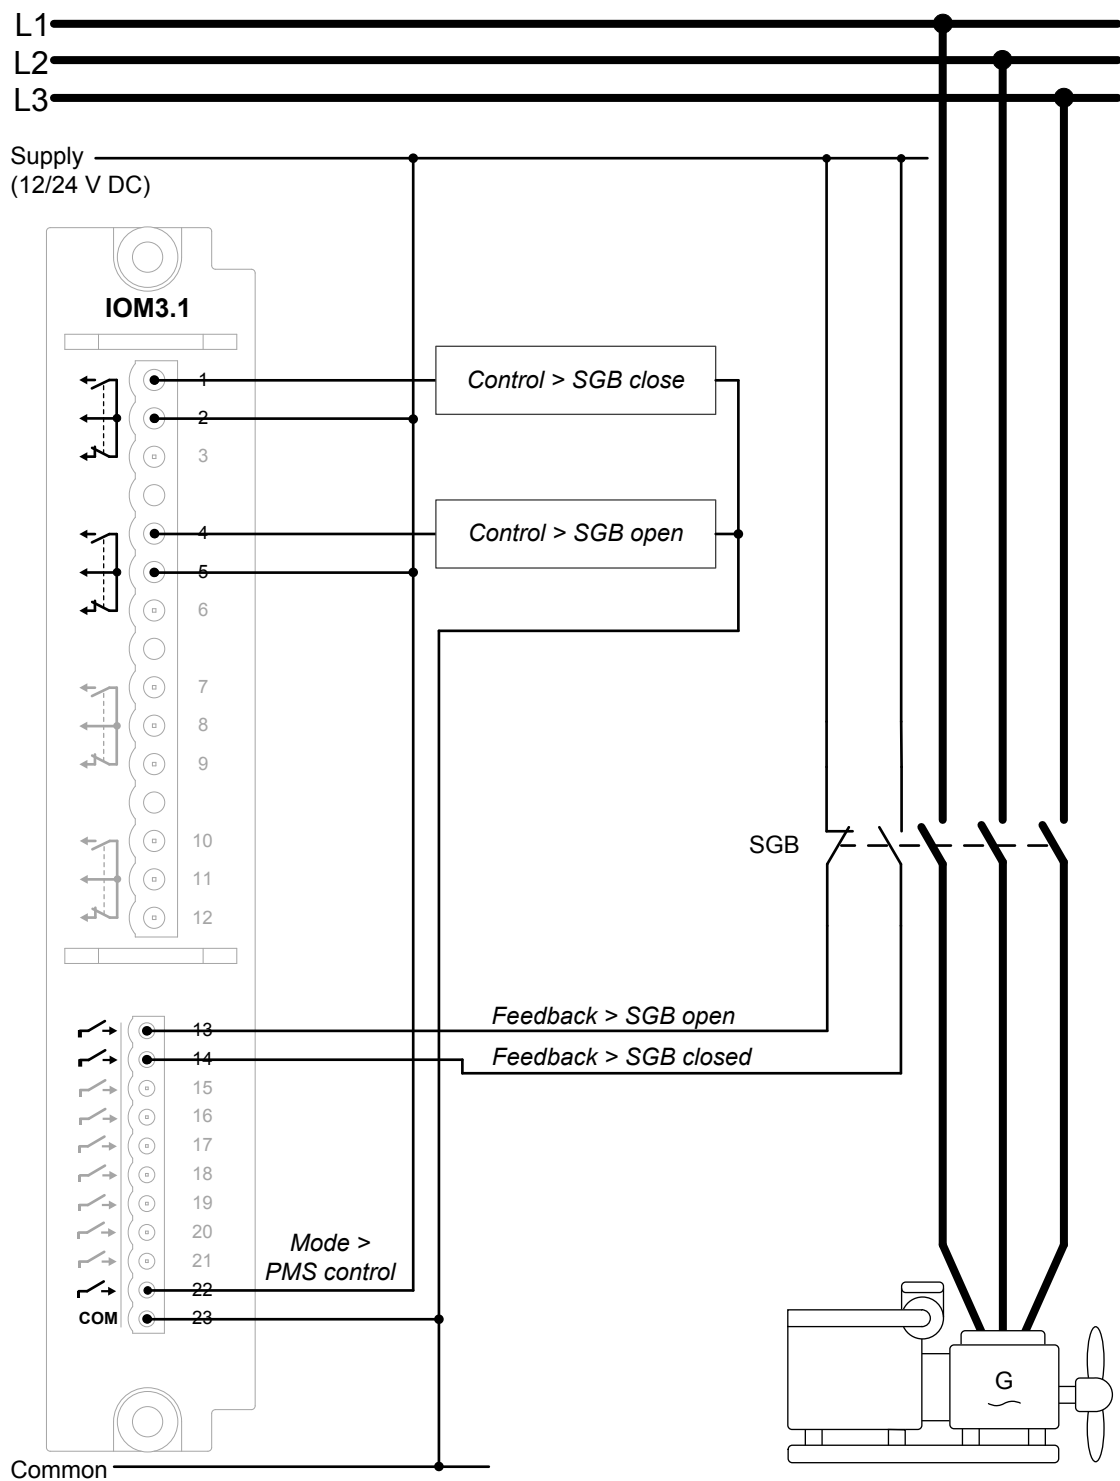 L1
L2
L3
Supply
(12/24 V DC)
IOM3.1
1
Control > SGB close
2
3
4
Control > SGB open
5
6
7
8
9
10
SGB
11
12
Feedback > SGB open
13
14
Feedback > SGB closed
15
16
17
18
19
20
Mode >
21
PMS control
22
COM
23
G
Common